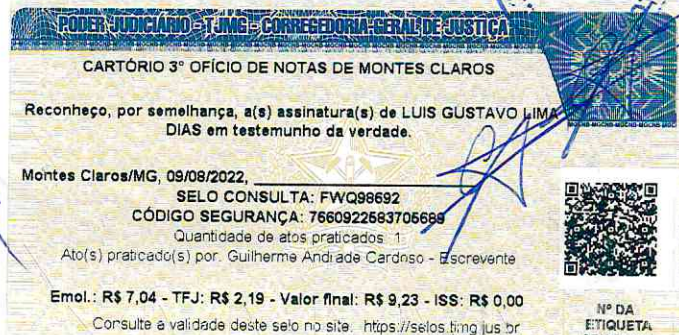 PODER JUDICIÁRIO - TJMG - CORREGEDORIA-GERAL DE JUSTIÇA
CARTÓRIO 3º OFÍCIO DE NOTAS DE MONTES CLAROS
Reconheço, por semelhança, a(s) assinatura(s) de LUIS GUSTAVO LIMA
DIAS em testemunho da verdade.
Montes Claros/MG, 09/08/2022,
SELO CONSULTA: FWQ98692
CÓDIGO SEGURANÇA: 7660922583705689
Quantidade de atos praticados: 1
Ato(s) praticado(s) por: Guilherme Andrade Cardoso - Escrevente
Emol.: R$ 7,04 - TFJ: R$ 2,19 - Valor final: R$ 9,23 - ISS: R$ 0,00
Consulte a validade deste selo no site: https://selos.tjmg.jus.br
Nº DA
ETIQUETA